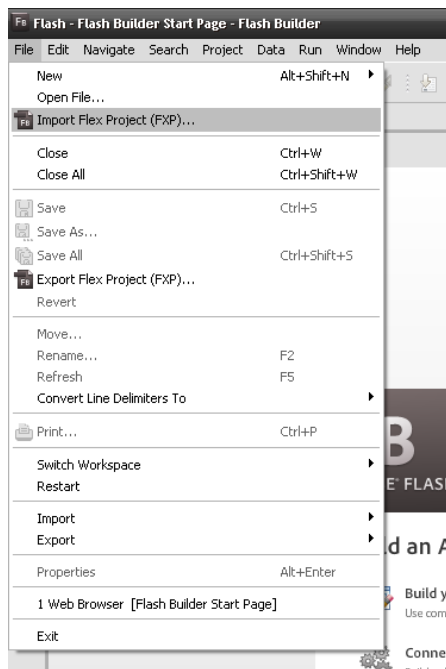 FB Flash - Flash Builder Start Page - Flash Builder
File Edit Navigate Search Project Data Run Window Help
New Alt+Shift+N
Open File...
FB Import Flex Project (FXP)...
Close Ctrl+W
Close All Ctrl+Shift+W
Save Ctrl+S
Save As...
Save All Ctrl+Shift+S
FB Export Flex Project (FXP)...
Revert
Move...
Rename... F2
Refresh F5
Convert Line Delimiters To
Print... Ctrl+P
B
Switch Workspace
Restart
E® FLAS
Import
Export
d an A
Properties Alt+Enter
Build y
1 Web Browser [Flash Builder Start Page]
Use com
Exit
Conne